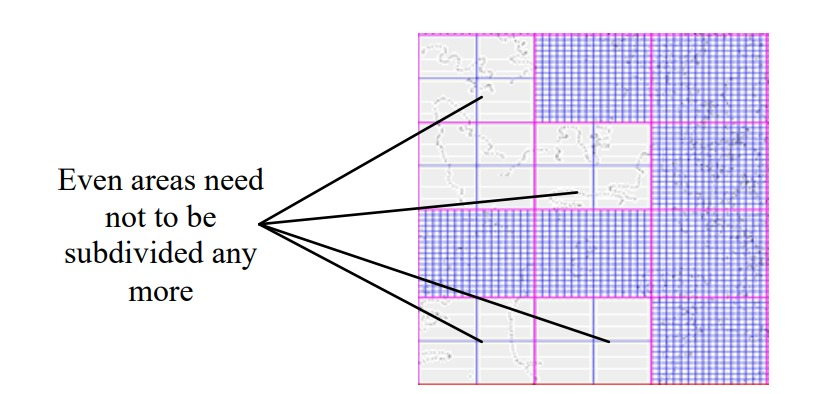 Even areas need
not to be
subdivided any
more